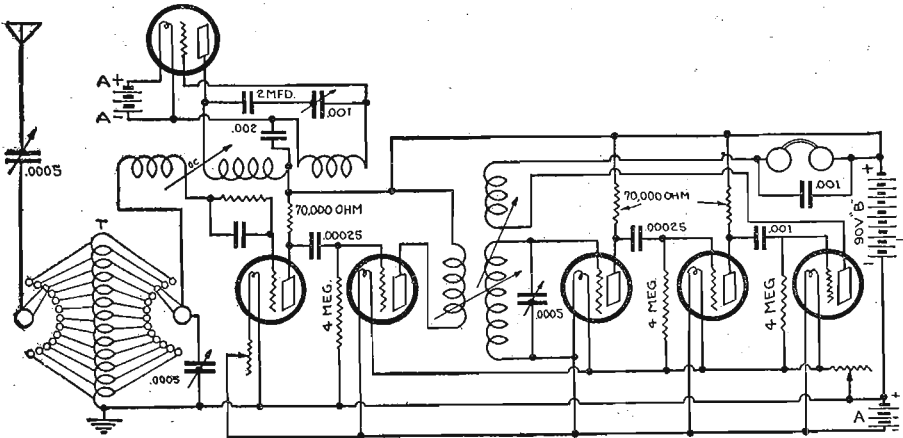 A+
A-
2 MFD.
.001
.002
.0005
DC
70,000 OHM
.00025
4 MEG.
T
.0005
.0005
70,000 OHM
.00025
.001
4 MEG.
4 MEG.
.001
+
90V B
-
+
A
-